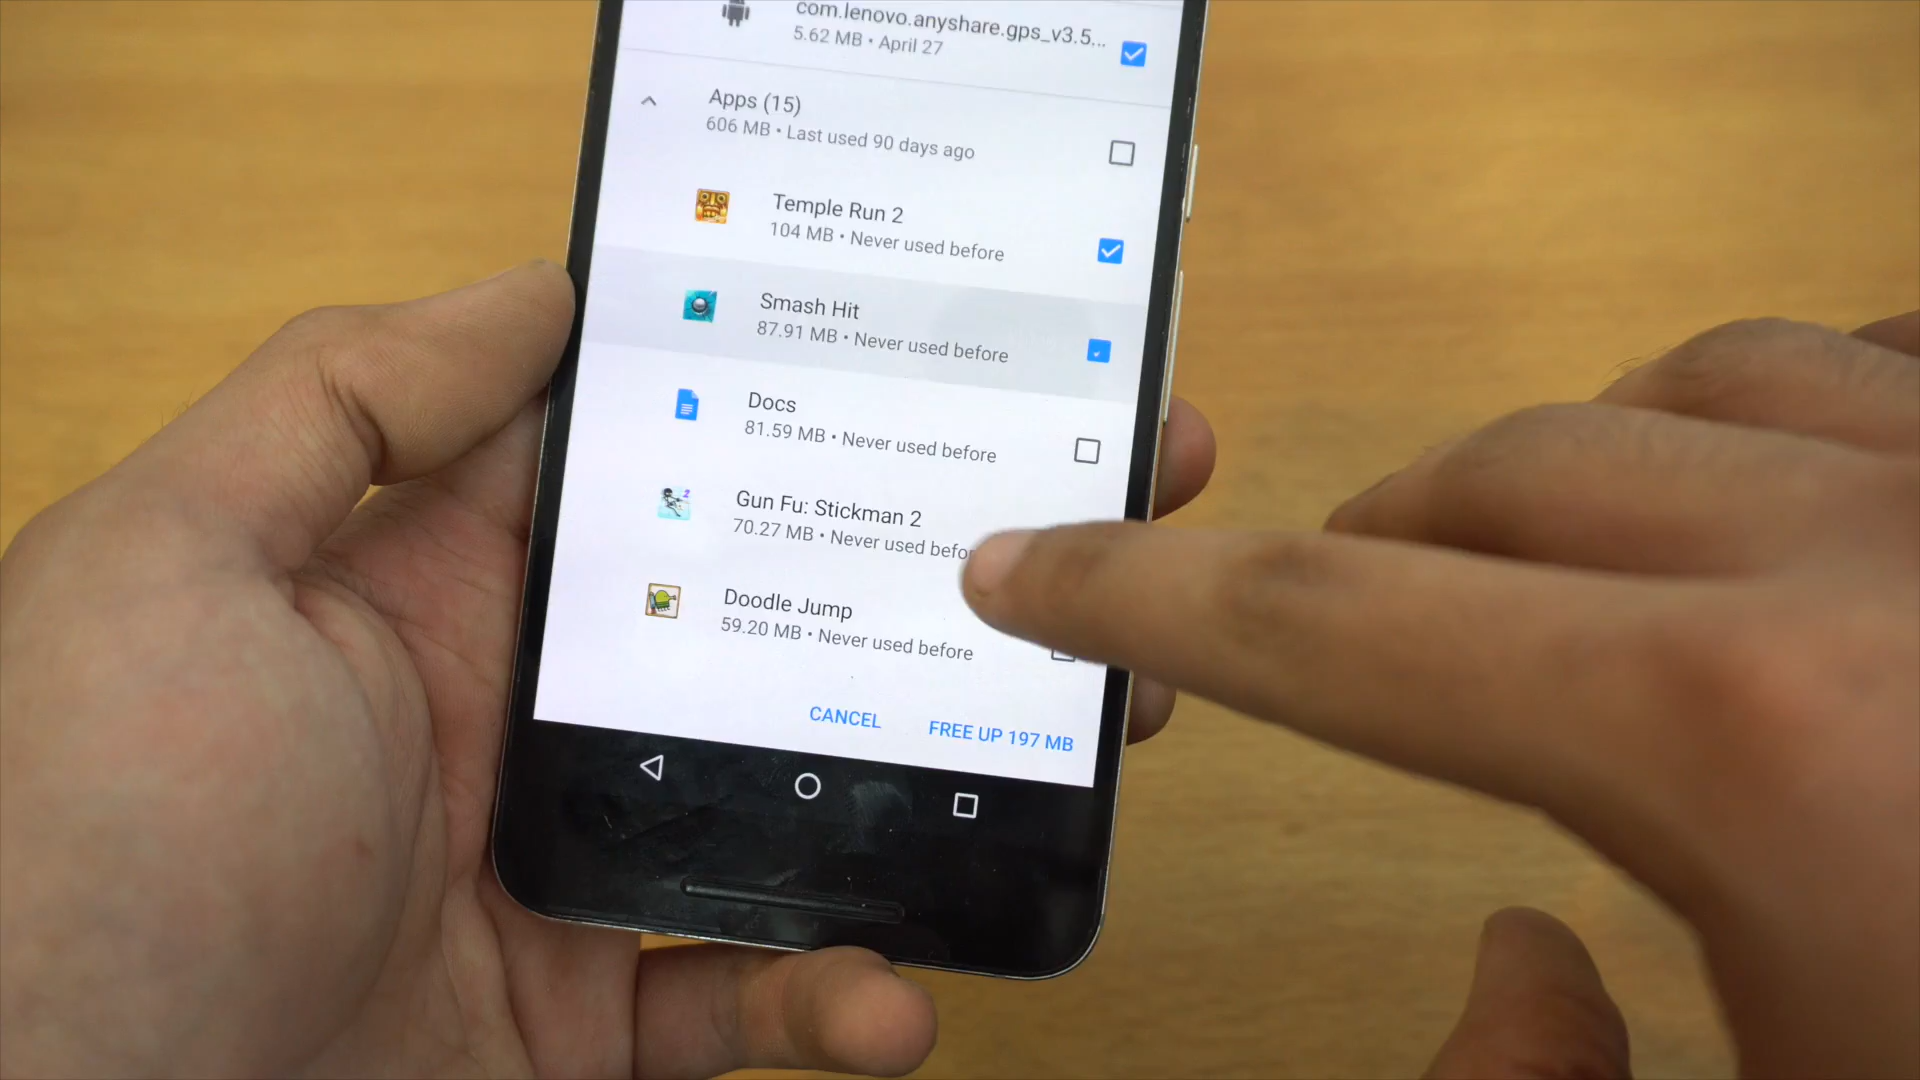 com.lenovo.anyshare.gps_v3.5...
5.62 MB • April 27
Apps (15)
606 MB • Last used 90 days ago
Temple Run 2
104 MB • Never used before
Smash Hit
87.91 MB • Never used before
Docs
81.59 MB • Never used before
Gun Fu: Stickman 2
70.27 MB • Never used befo
Doodle Jump
59.20 MB • Never used before
CANCEL
FREE UP 197 MB